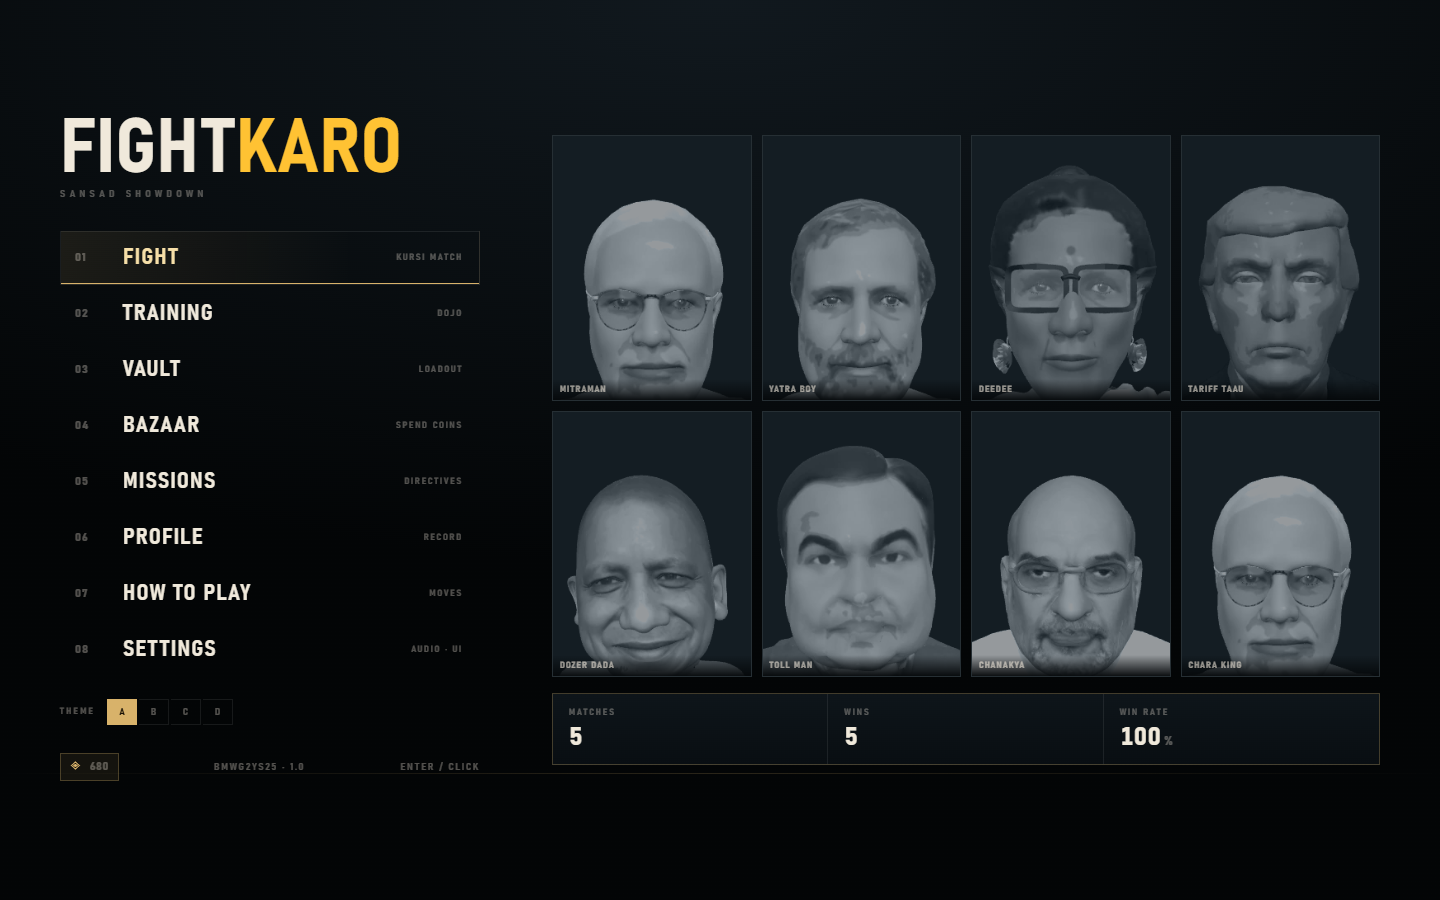 FIGHTKARO
SANSAD SHOWDOWN
01 FIGHT KURSI MATCH
02 TRAINING DOJO
03 VAULT LOADOUT
04 BAZAAR SPEND COINS
05 MISSIONS DIRECTIVES
06 PROFILE RECORD
07 HOW TO PLAY MOVES
08 SETTINGS AUDIO · UI
THEME A B C D
680 BMWG2YS25 · 1.0 ENTER / CLICK
MITRAMAN YATRA BOY DEEDEE TARIFF TAAU
DOZER DADA TOLL MAN CHANAKYA CHARA KING
MATCHES WINS WIN RATE
5 5 100%